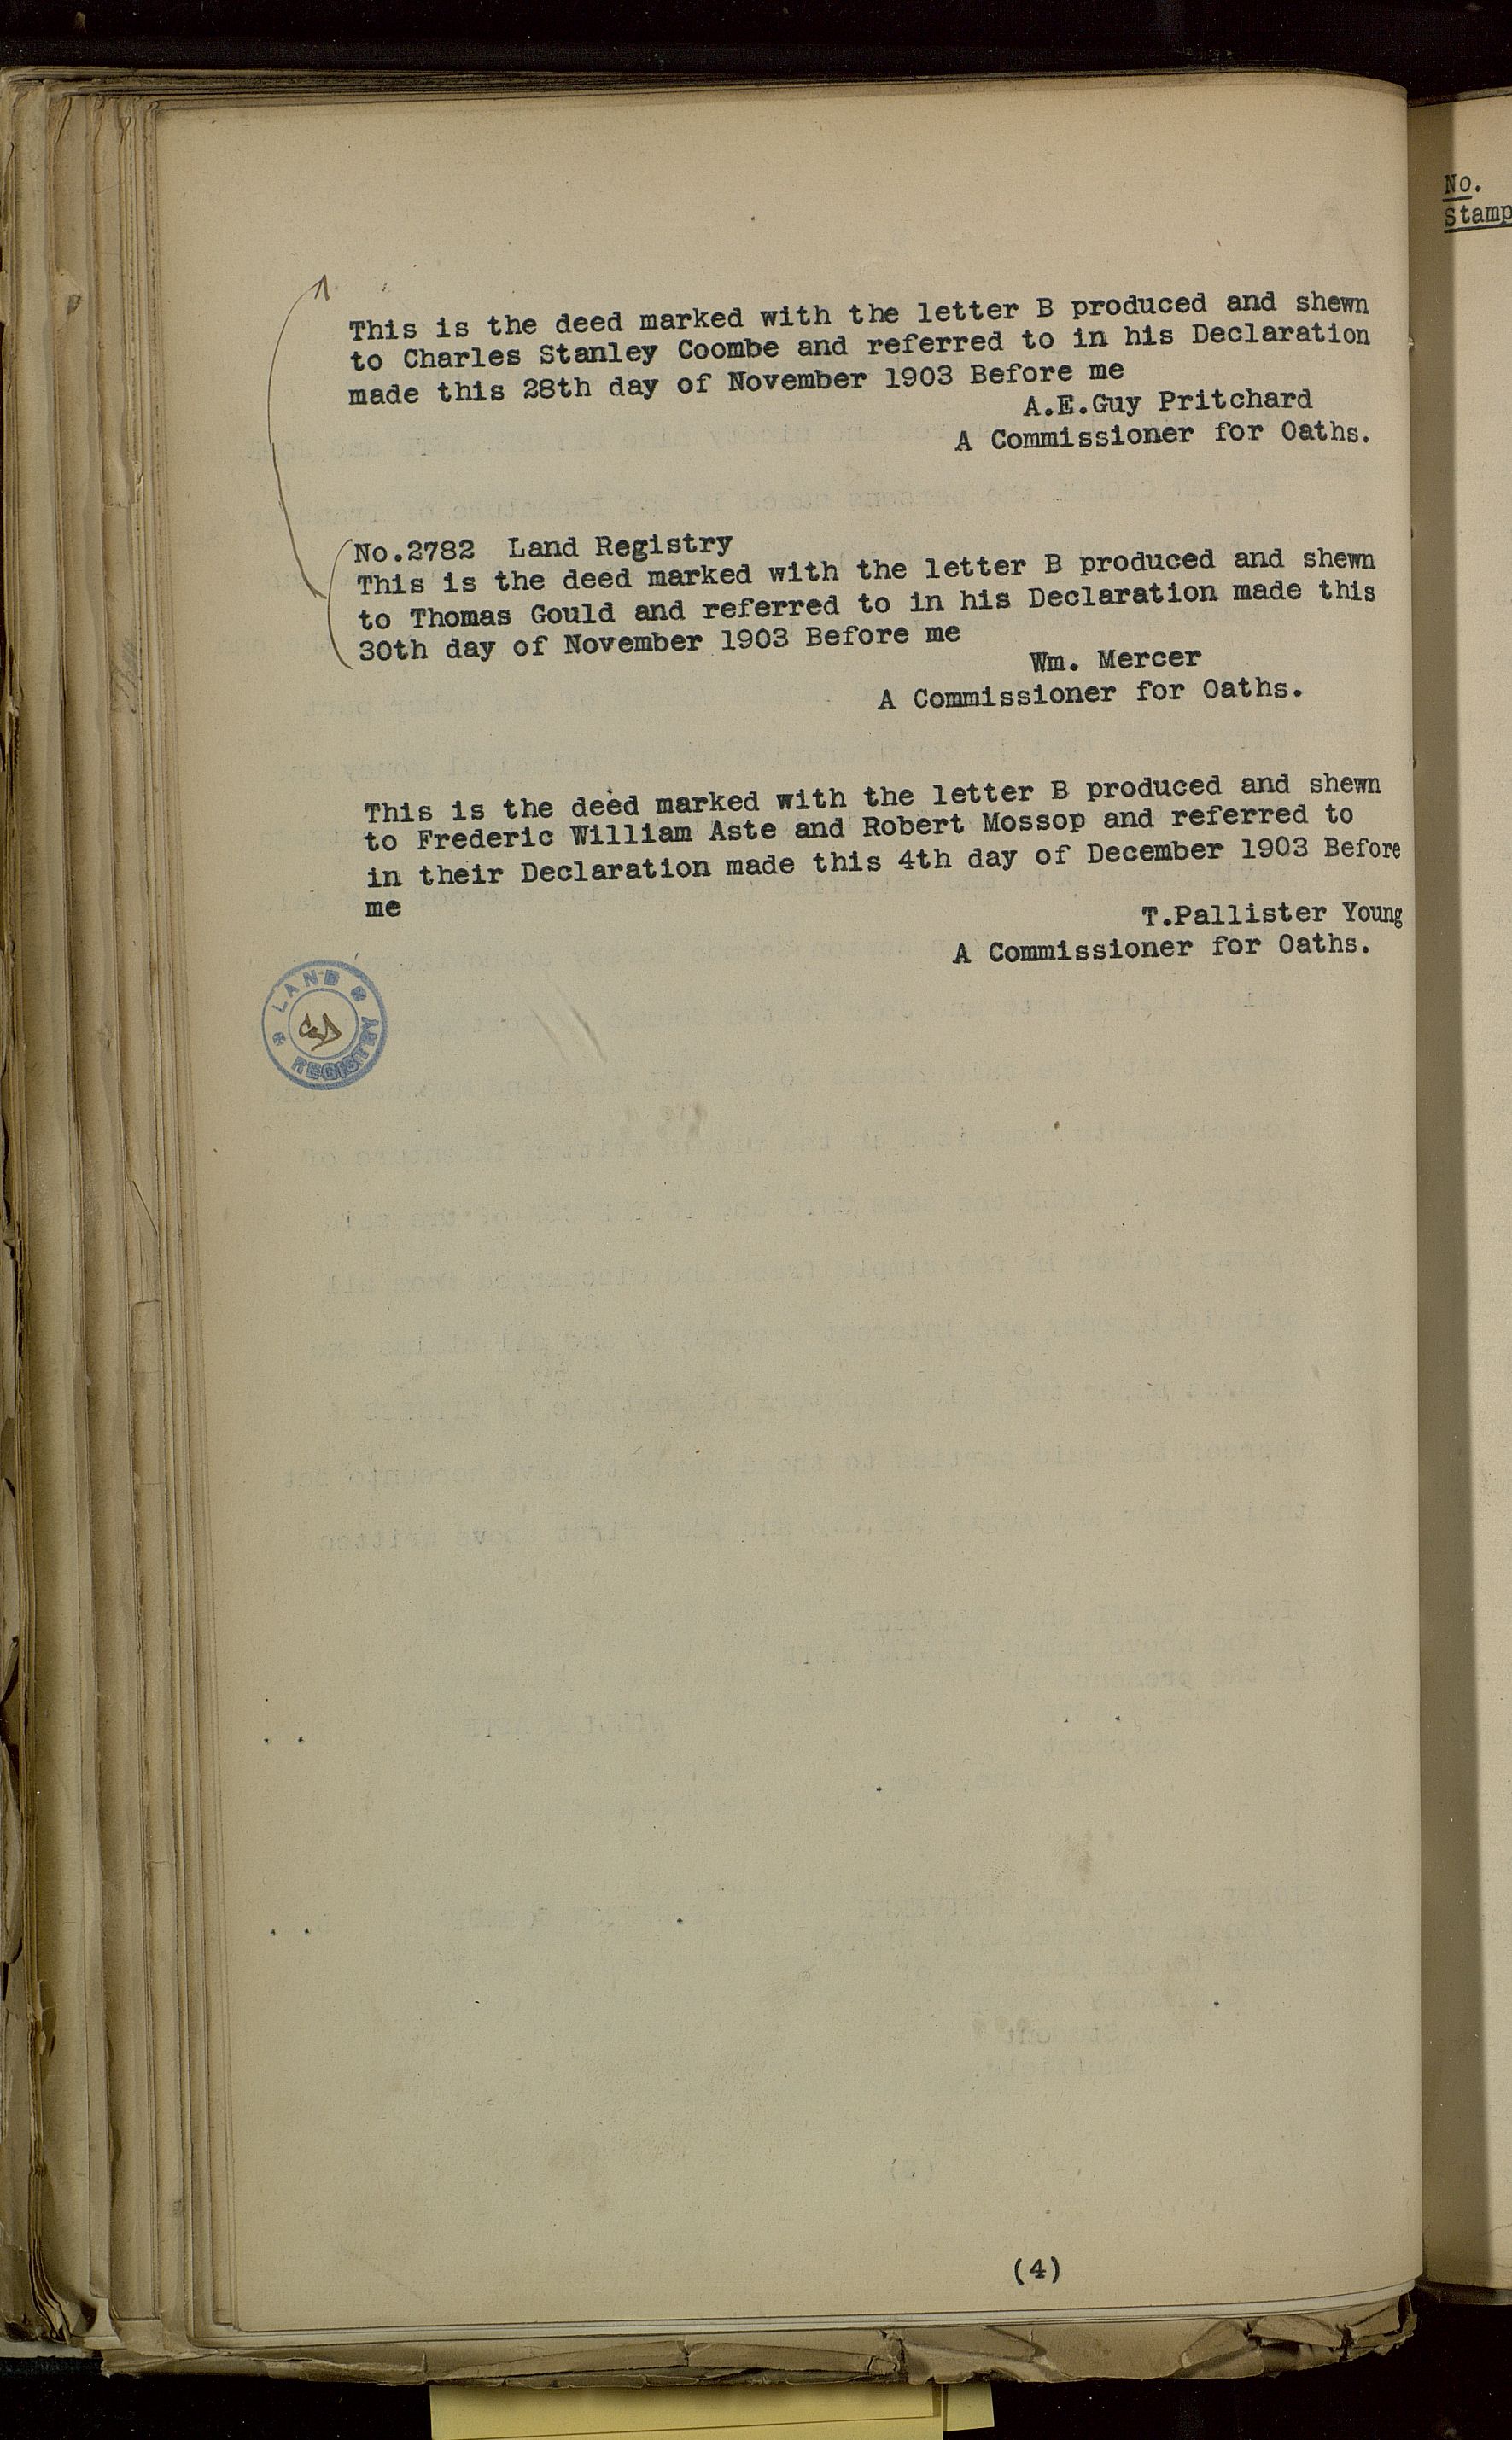 This is the deed marked with the letter B produced and shewn
to Charles Stanley Coombe and referred to in his Declaration
made this 28th day of November 1903 Before me
A.E.Guy Pritchard
A Commissioner for Oaths.
No.2782 Land Registry
This is the deed marked with the letter B produced and shewn
to Thomas Gould and referred to in his Declaration made this
30th day of November 1903 Before me
Wm. Mercer
A Commissioner for Oaths.
This is the deed marked with the letter B produced and shewn
to Frederic William Aste and Robert Mossop and referred to
in their Declaration made this 4th day of December 1903 Before
me
T.Pallister Young
A Commissioner for Oaths.
LAND REGISTRY
(4)
No.
Stamp